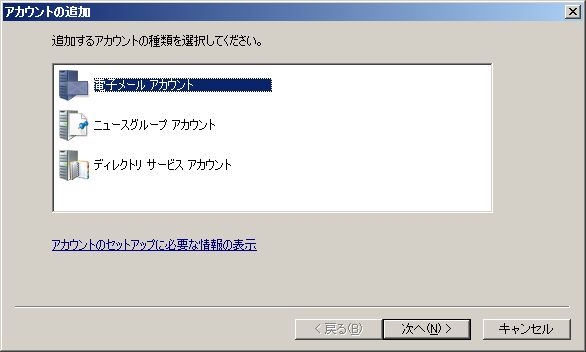 アカウントの追加
追加するアカウントの種類を選択してください。
電子メール アカウント
ニュースグループ アカウント
ディレクトリ サービス アカウント
アカウントのセットアップに必要な情報の表示
< 戻る(B) 次へ(N) > キャンセル